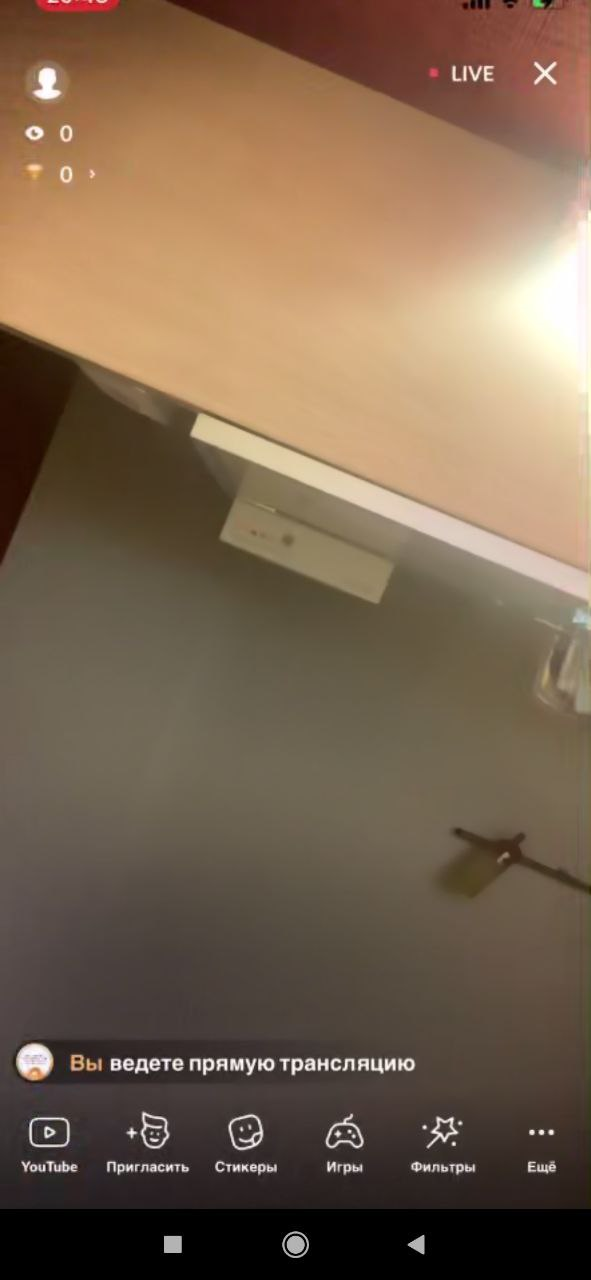 LIVE
0
0
Вы ведете прямую трансляцию
YouTube
Пригласить
Стикеры
Игры
Фильтры
Ещё